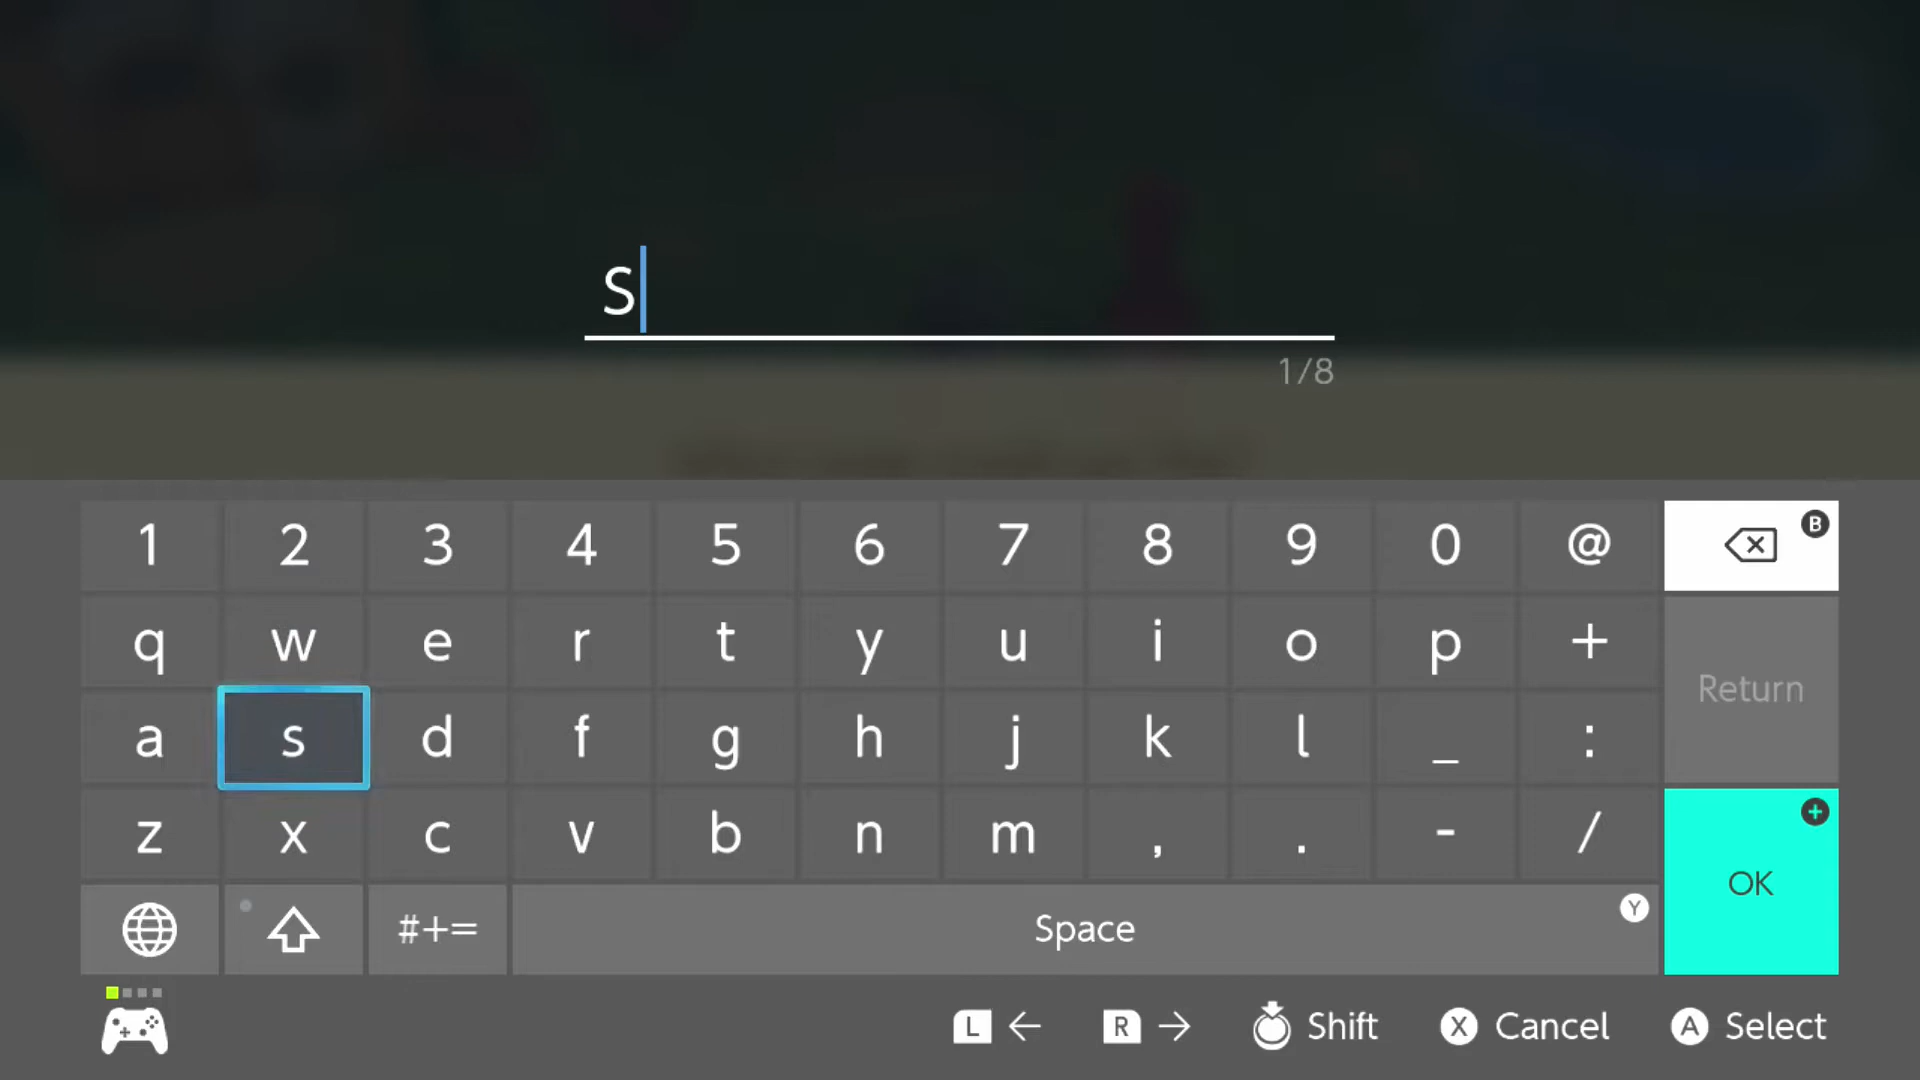 S
1/8
1 2 3 4 5 6 7 8 9 0 @ B
q w e r t y u i o p +
Return
a s d f g h j k l _ :
z x c v b n m , . - / +
OK
#+= Space Y
L ← R → Shift X Cancel A Select